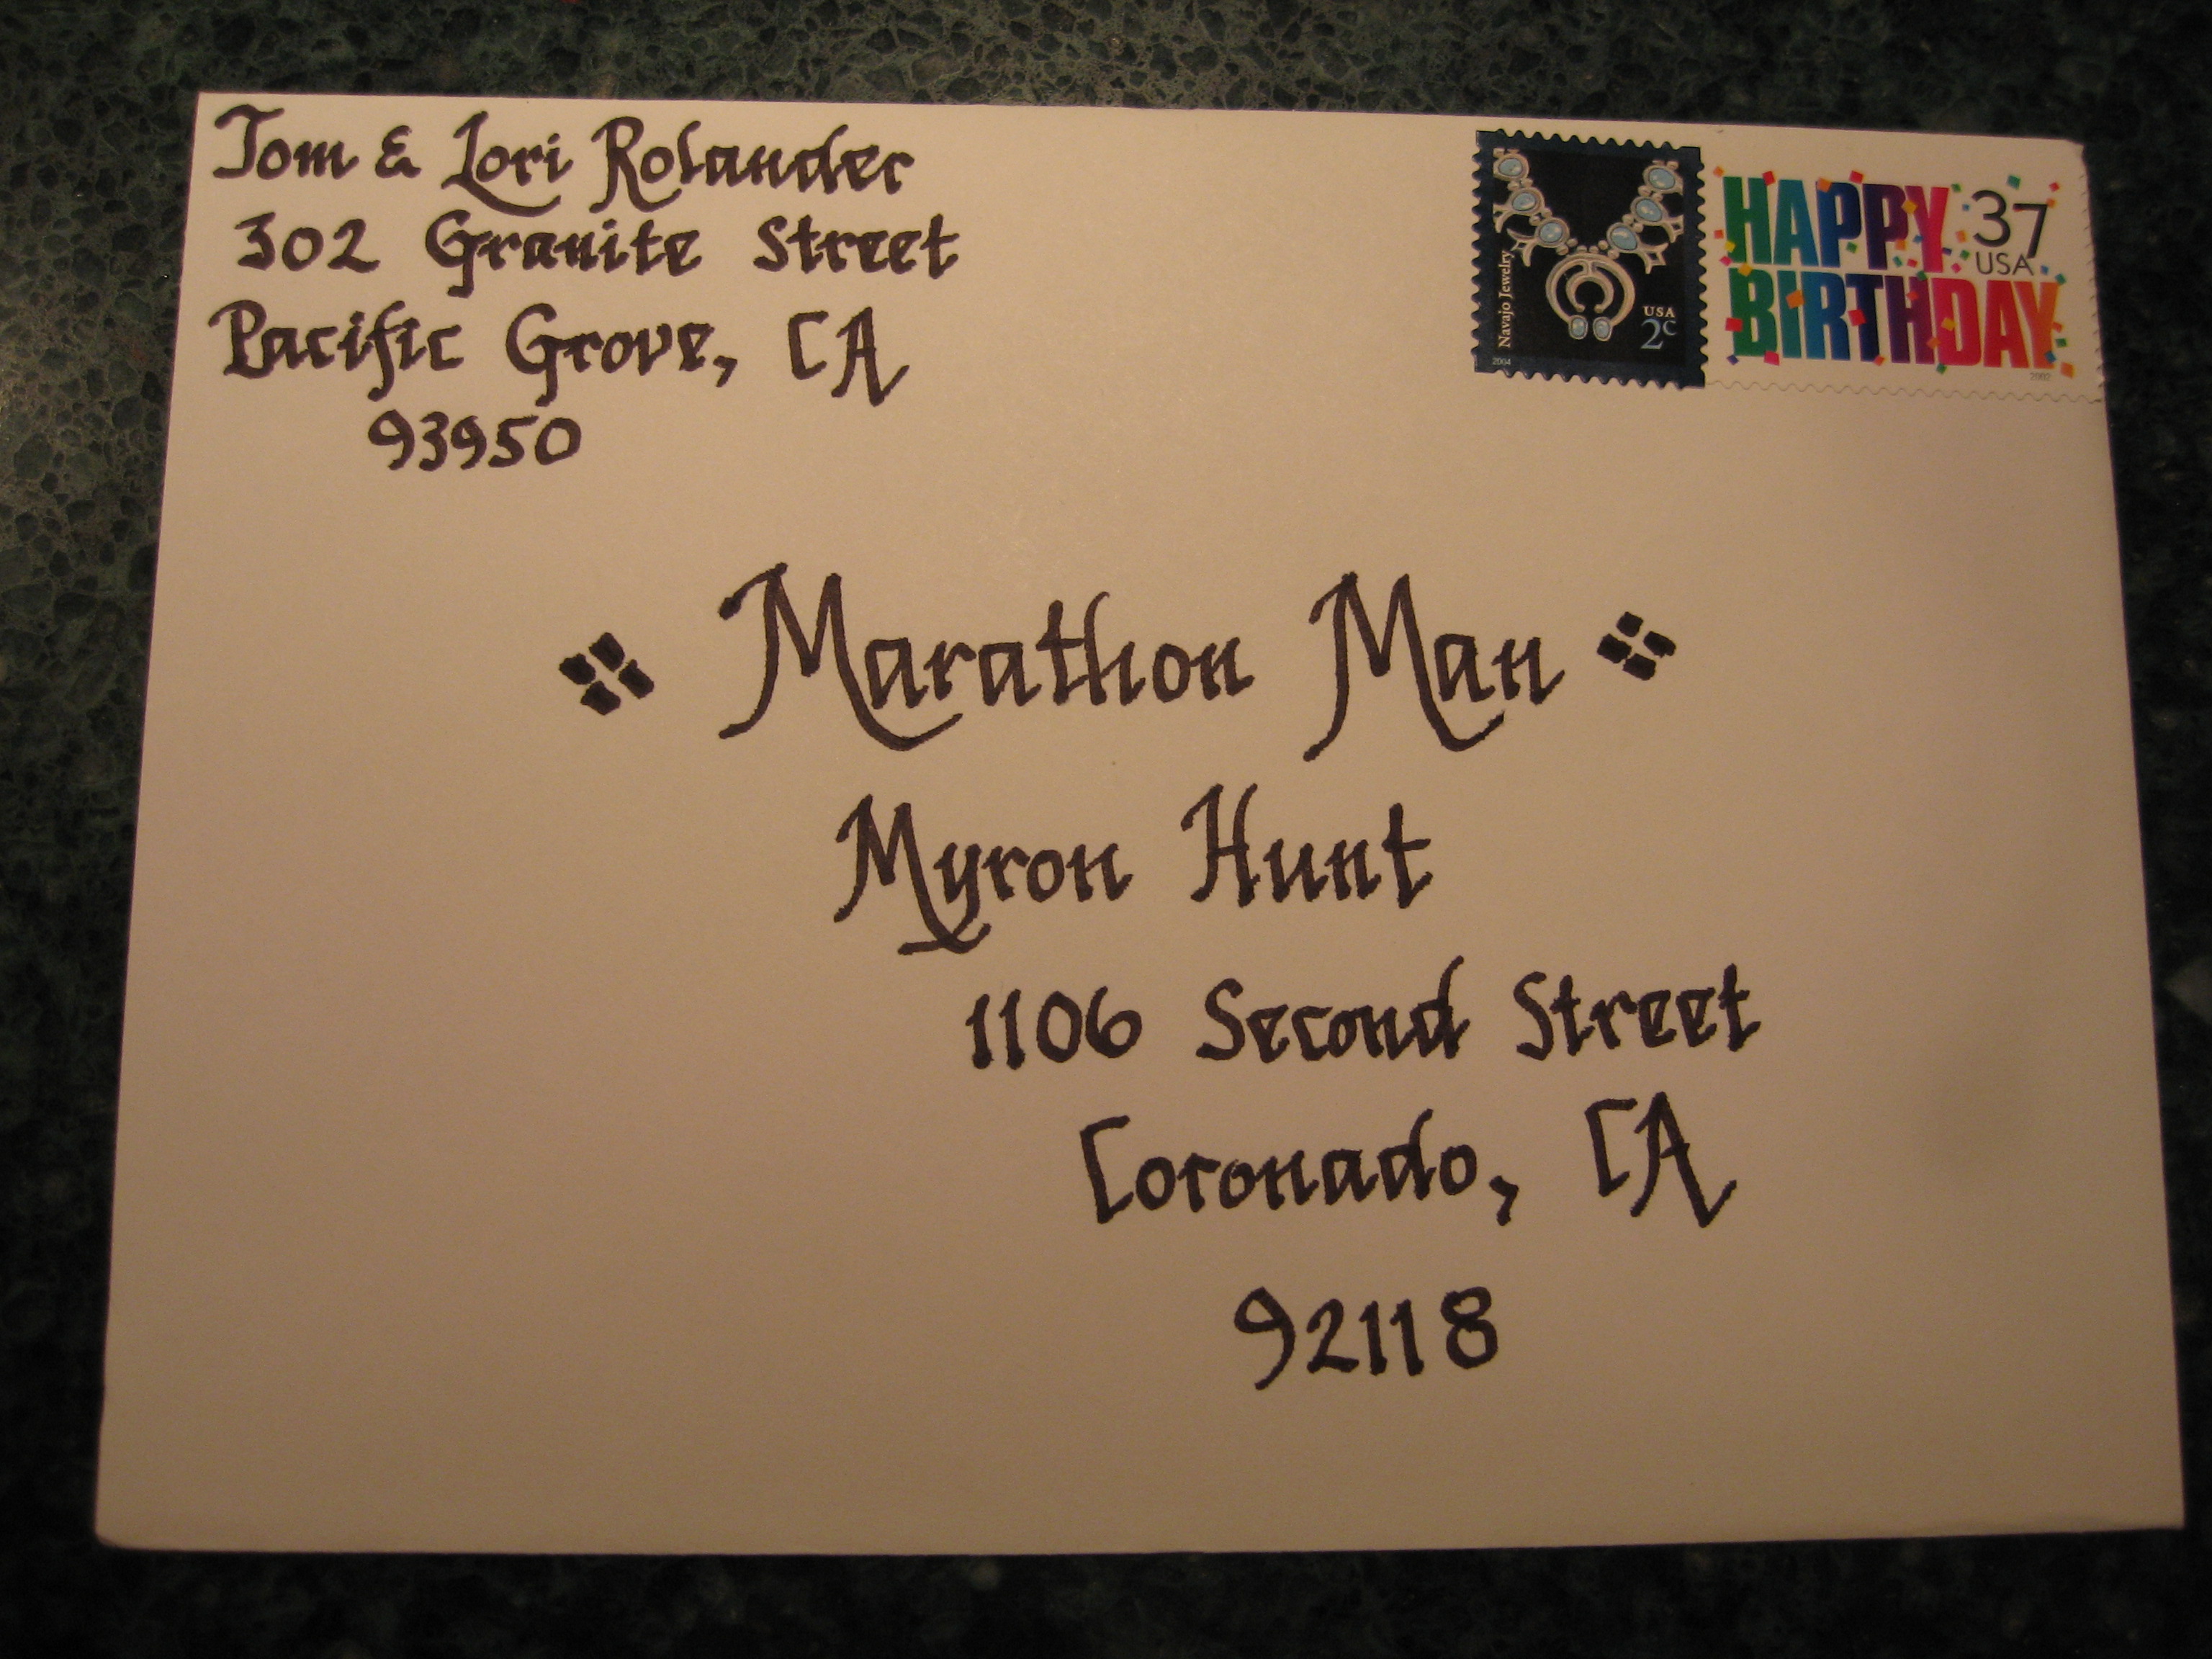 Tom & Lori Rolander
302 Granite Street
Pacific Grove, CA
93950
Navajo Jewelry
USA
2c
2004
HAPPY
BIRTHDAY
37
USA
2002
Marathon Man
Myron Hunt
1106 Second Street
Coronado, CA
92118